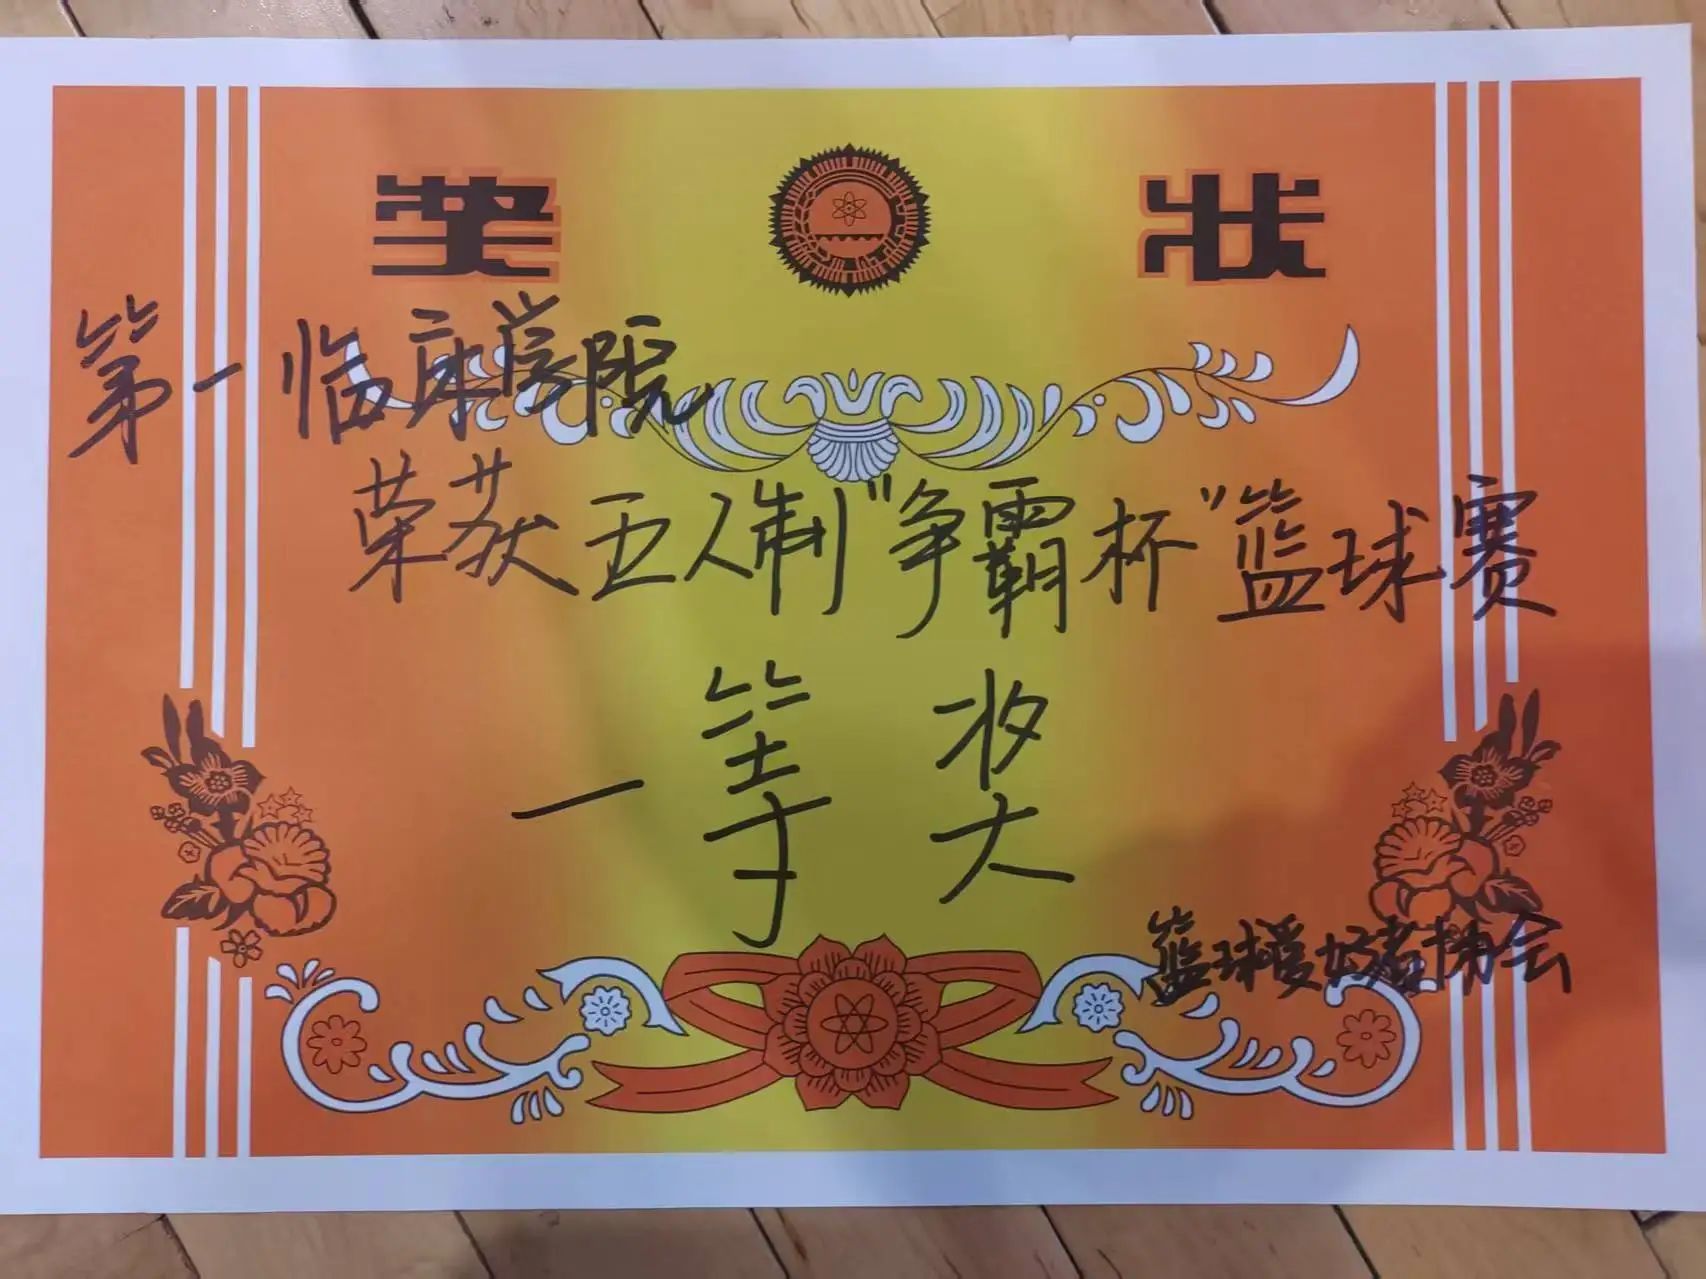 奖状
第一临床学院
荣获五人制“争霸杯”篮球赛
一等奖
篮球爱好者协会